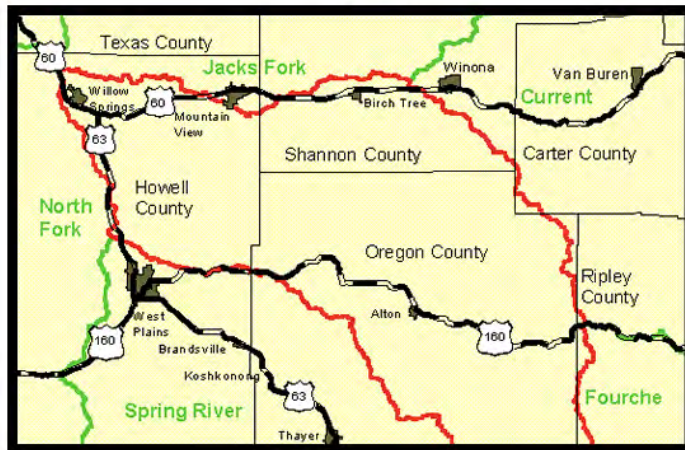 Texas County
60
Jacks Fork
Winona
Van Buren
Willow
Springs
60
Mountain
View
Birch Tree
Current
63
Shannon County
Carter County
Howell
County
North
Fork
Oregon County
Ripley
County
West
Plains
Alton
160
160
Brandsville
Koshkonong
63
Fourche
Spring River
Thayer